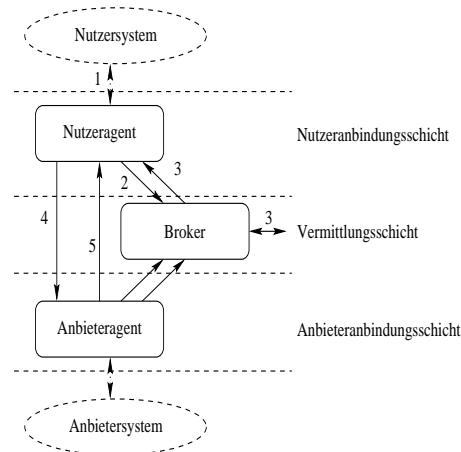 Nutzersystem
1
Nutzeragent
Nutzeranbindungsschicht
2
3
4
5
Broker
3
Vermittlungsschicht
Anbieteragent
Anbieteranbindungsschicht
Anbietersystem